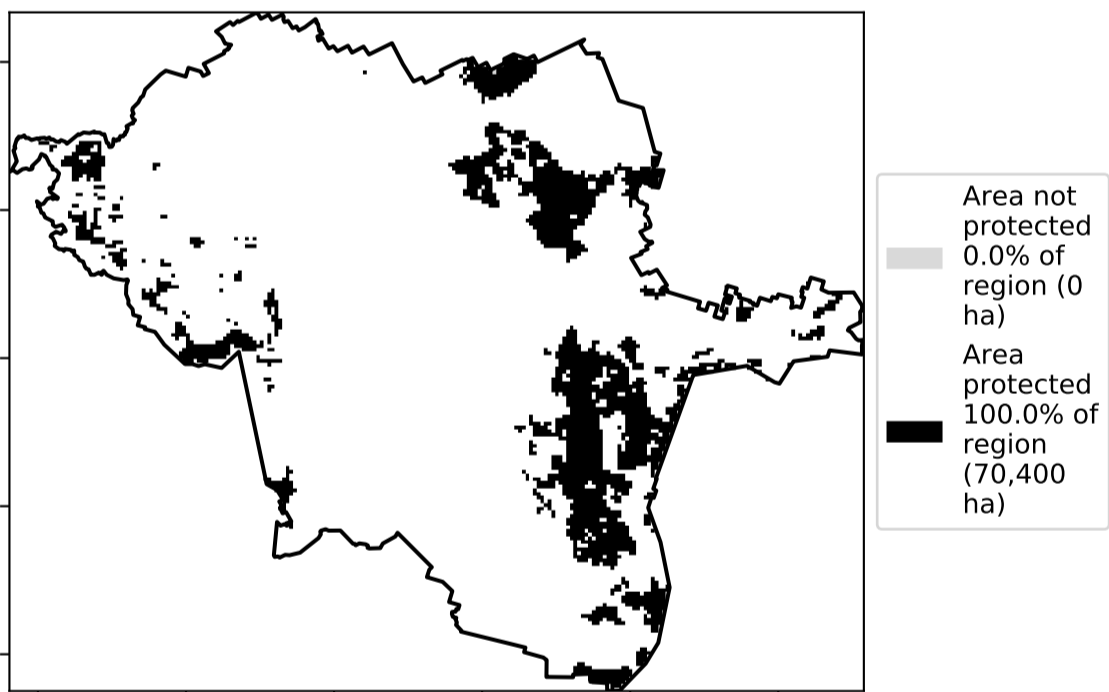 Area not
protected
0.0% of
region (0
ha)
Area
protected
100.0% of
region
(70,400
ha)